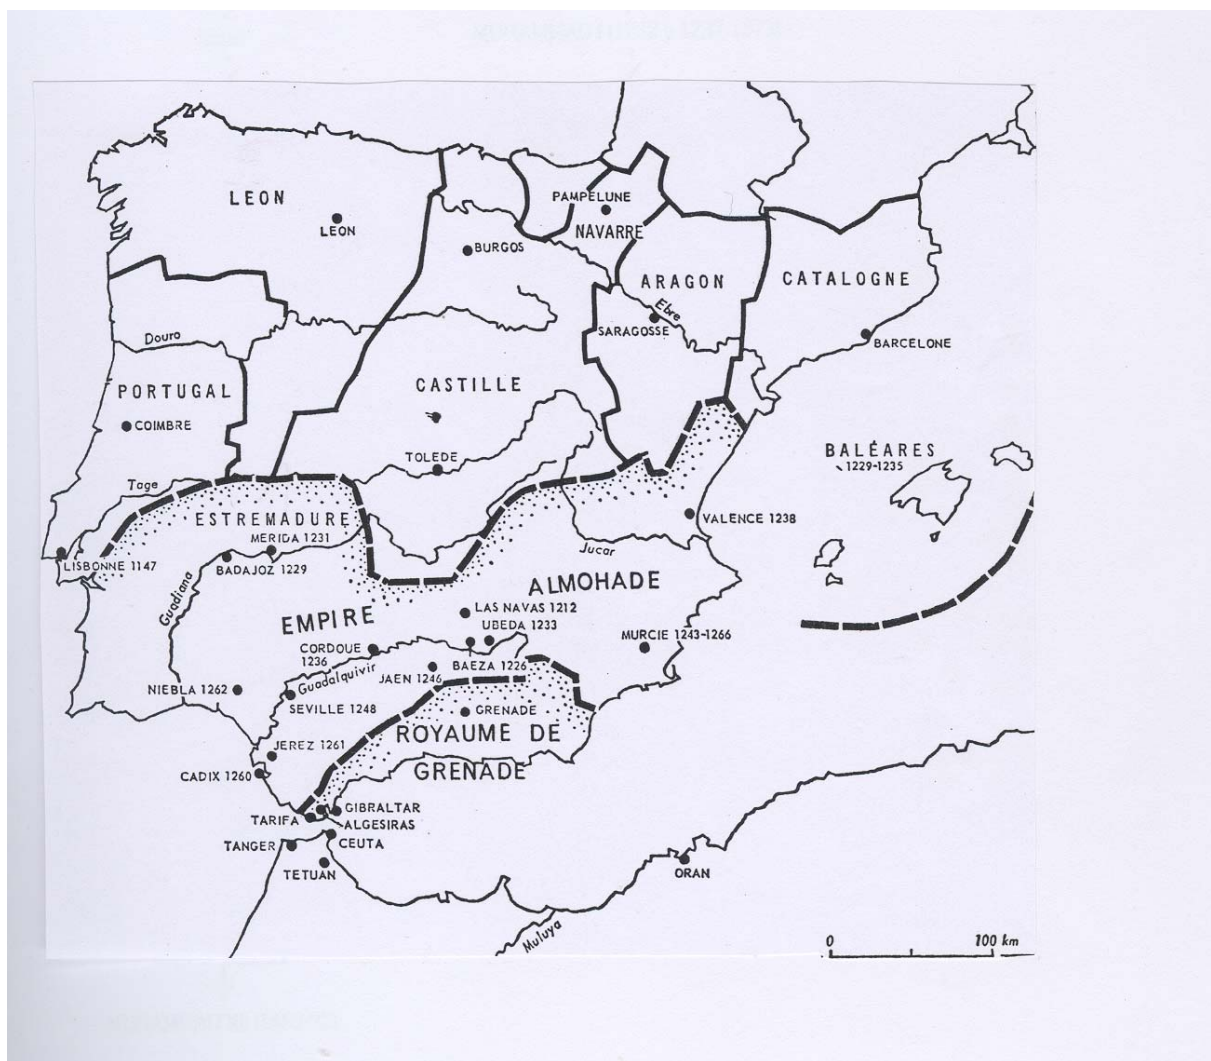 LEON
LEON
PAMPELUNE
NAVARRE
BURGOS
ARAGON
CATALOGNE
Ebre
SARAGOSSE
Douro
BARCELONE
PORTUGAL
CASTILLE
COIMBRE
TOLEDE
BALÉARES
1229-1235
Tage
ESTREMADURE
VALENCE 1238
MERIDA 1231
Jucar
LISBONNE 1147
BADAJOZ 1229
ALMOHADE
Guadiana
EMPIRE
LAS NAVAS 1212
UBEDA 1233
MURCIE 1243-1266
CORDOUE
1236
BAEZA 1226
Guadalquivir
JAEN 1246
NIEBLA 1262
SEVILLE 1248
GRENADE
ROYAUME DE
GRENADE
JEREZ 1261
CADIX 1260
GIBRALTAR
TARIFA
ALGESIRAS
CEUTA
TANGER
TETUAN
ORAN
Muluya
0 100 km